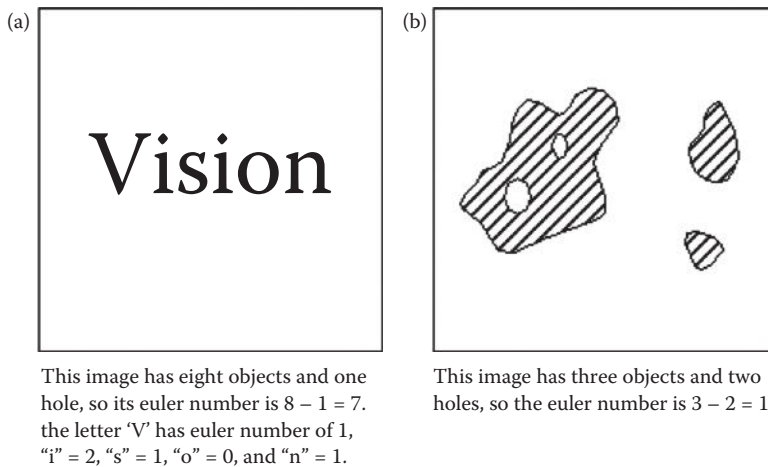 (a)
Vision
This image has eight objects and one
hole, so its euler number is 8 – 1 = 7.
the letter ‘V’ has euler number of 1,
“i” = 2, “s” = 1, “o” = 0, and “n” = 1.
(b)
This image has three objects and two
holes, so the euler number is 3 – 2 = 1